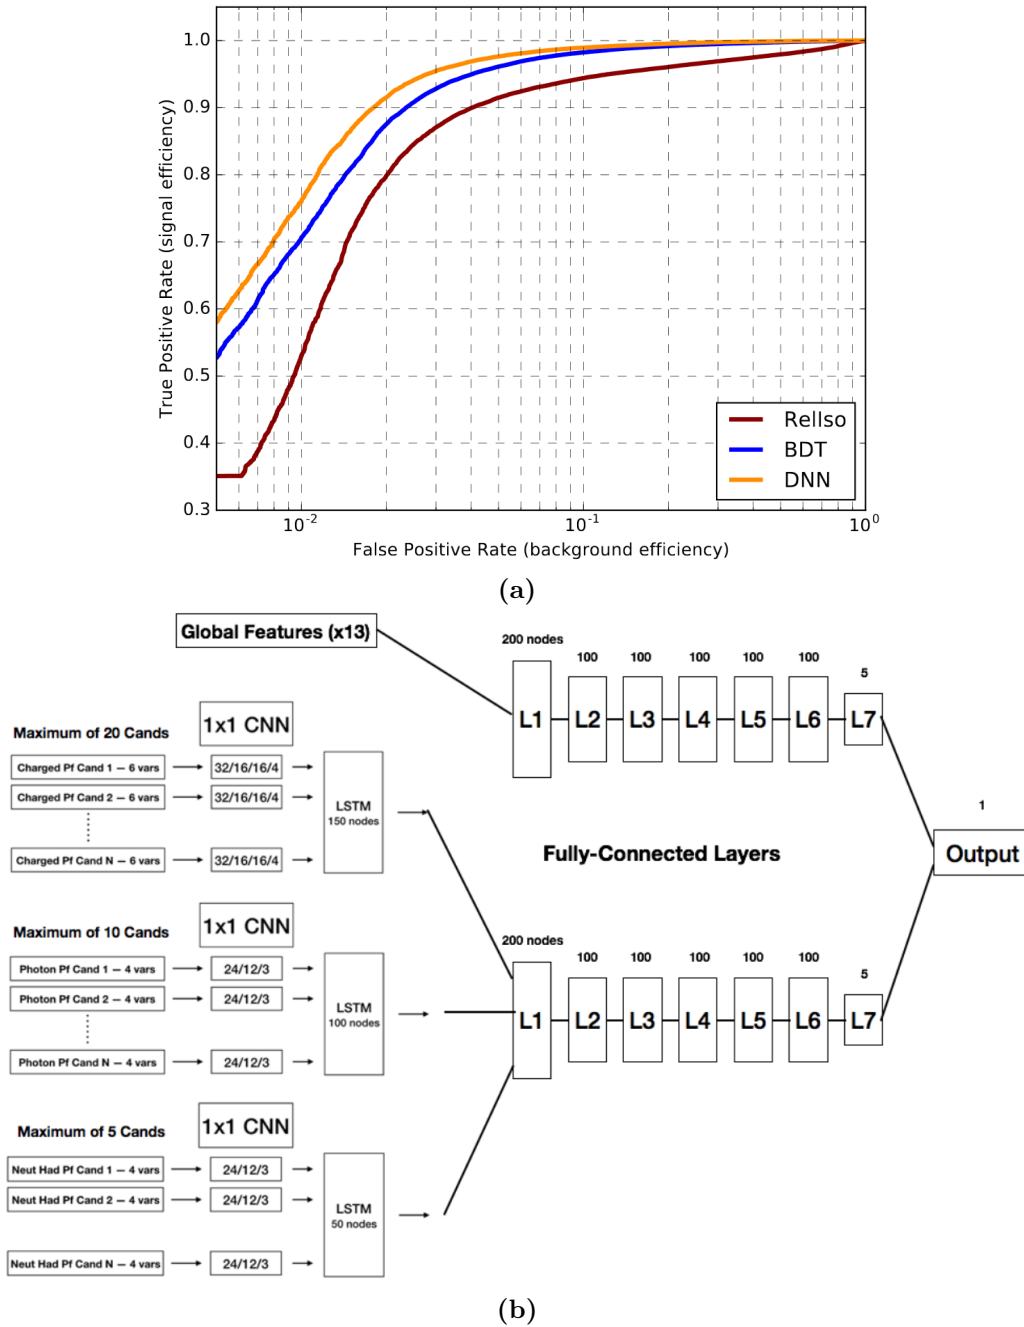 1.0
0.9
0.8
0.7
0.6
0.5
0.4
0.3
True Positive Rate (signal efficiency)
RelIso
BDT
DNN
10^-2 10^-1 10^0
False Positive Rate (background efficiency)
(a)
Global Features (x13)
200 nodes
100 100 100 100 100
5
L1 L2 L3 L4 L5 L6 L7
Maximum of 20 Cands
1x1 CNN
Charged Pf Cand 1 — 6 vars 32/16/16/4
Charged Pf Cand 2 — 6 vars 32/16/16/4
LSTM
150 nodes
Charged Pf Cand N — 6 vars 32/16/16/4
1
Fully-Connected Layers
Output
Maximum of 10 Cands
1x1 CNN
Photon Pf Cand 1 — 4 vars 24/12/3
Photon Pf Cand 2 — 4 vars 24/12/3
LSTM
100 nodes
Photon Pf Cand N — 4 vars 24/12/3
200 nodes
100 100 100 100 100
5
L1 L2 L3 L4 L5 L6 L7
Maximum of 5 Cands
1x1 CNN
Neut Had Pf Cand 1 — 4 vars 24/12/3
Neut Had Pf Cand 2 — 4 vars 24/12/3
LSTM
50 nodes
Neut Had Pf Cand N — 4 vars 24/12/3
(b)